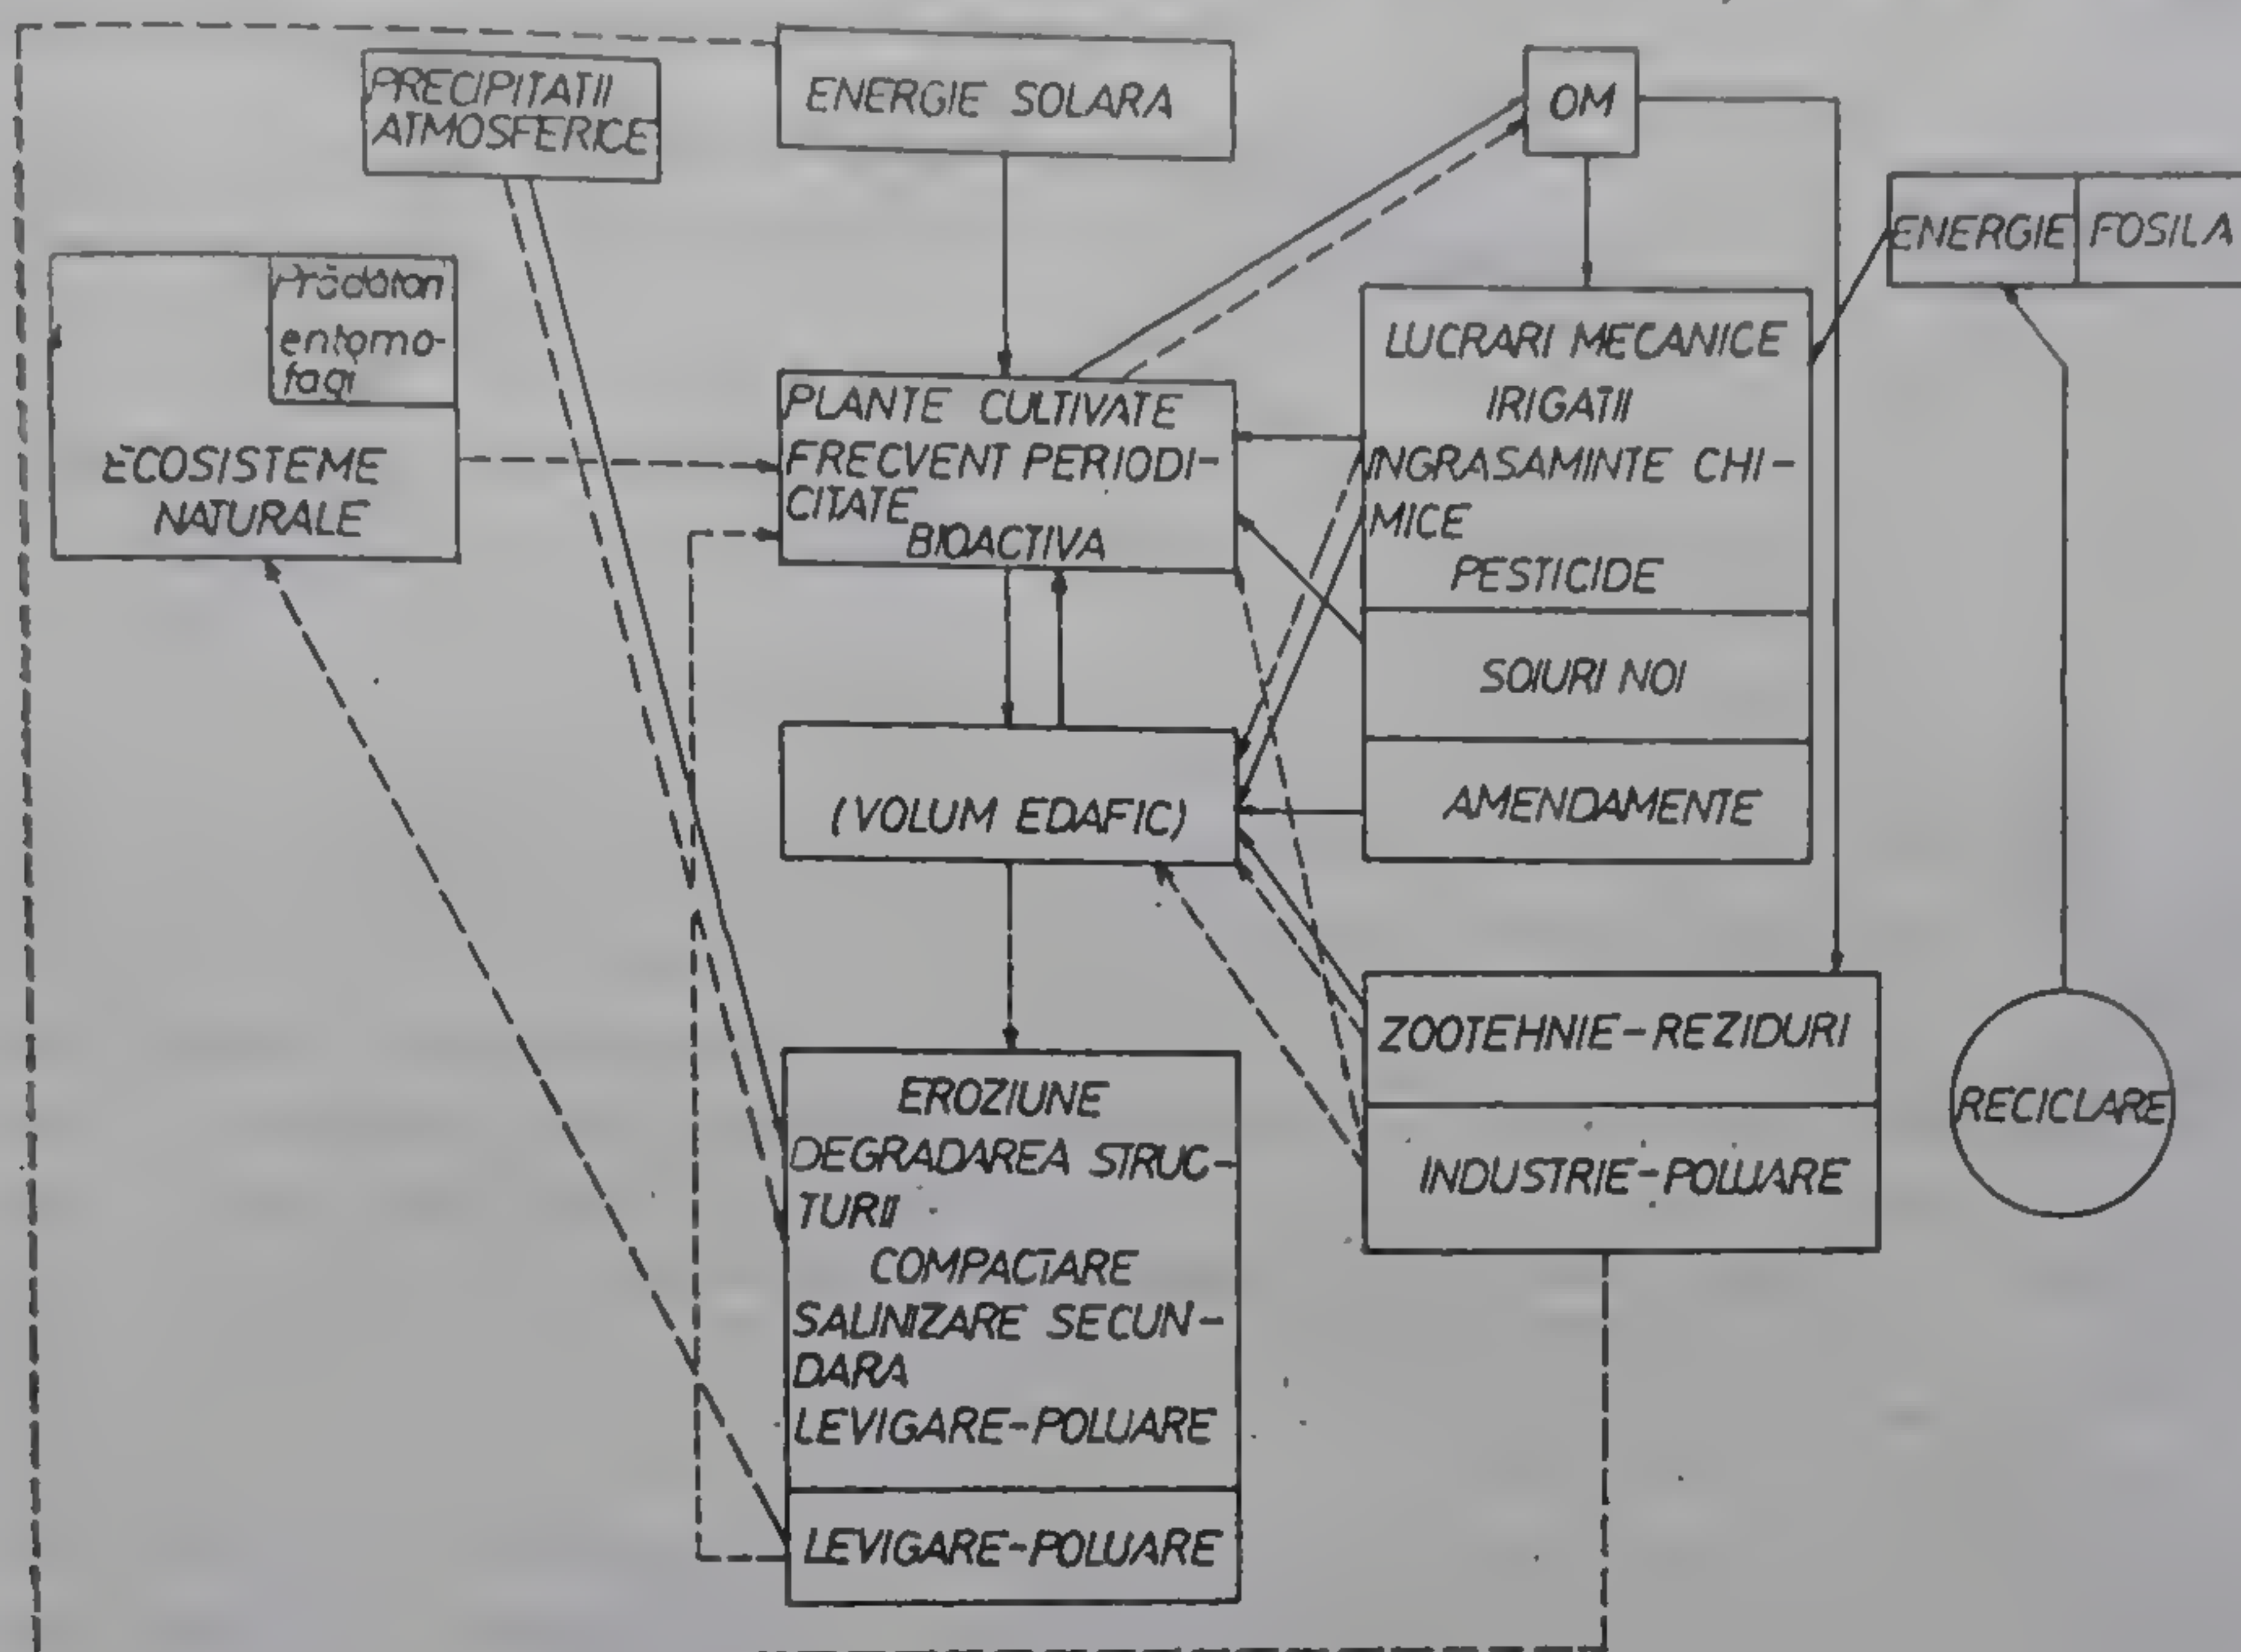 PRECIPITATII
ATMOSFERICE
ENERGIE SOLARA
OM
ENERGIE FOSILA
entomo-
fagi
ECOSISTEME
NATURALE
PLANTE CULTIVATE
FRECVENT PERIODI-
CITATE
BIOACTIVA
LUCRARI MECANICE
IRIGATII
INGRASAMINTE CHI-
MICE
PESTICIDE
SOIURI NOI
AMENDAMENTE
(VOLUM EDAFIC)
ZOOTEHNIE-REZIDURI
INDUSTRIE-POLUARE
RECICLARE
EROZIUNE
DEGRADAREA STRUC-
TURII
COMPACTARE
SALINIZARE SECUN-
DARA
LEVIGARE-POLUARE
LEVIGARE-POLUARE